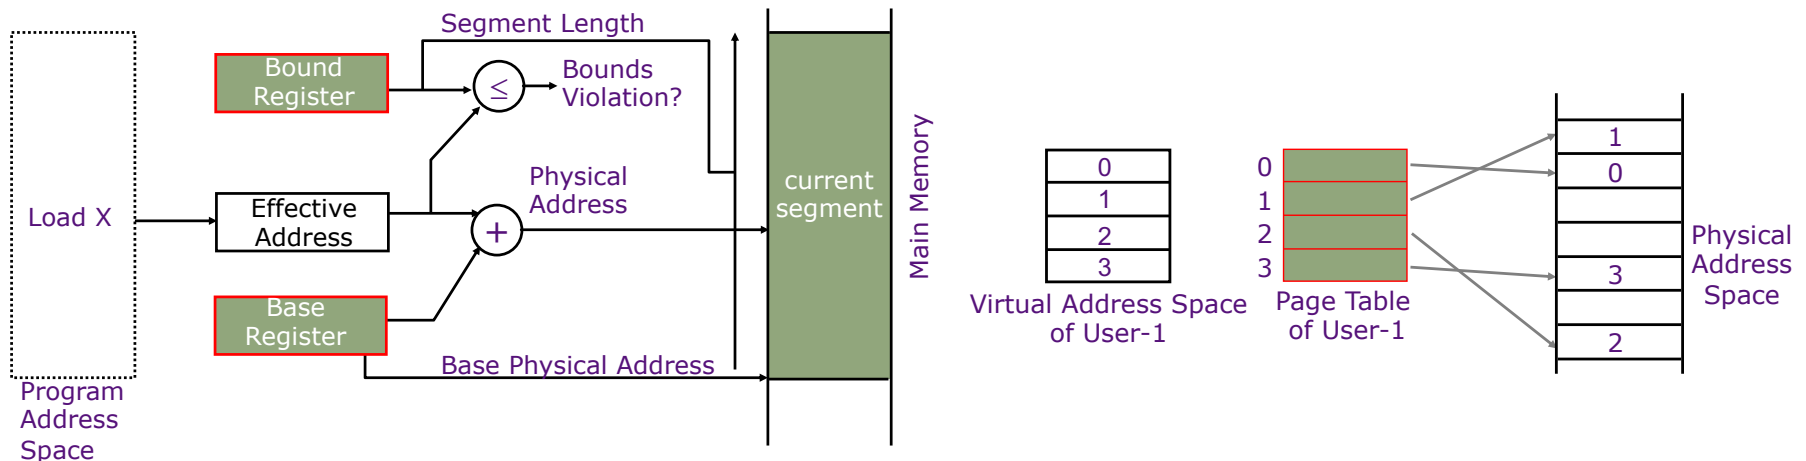 Segment Length
Bound
Register
≤
Bounds
Violation?
Load X
Effective
Address
Physical
Address
+
current
segment
Main Memory
Base
Register
Base Physical Address
Program
Address
Space
0
1
2
3
Virtual Address Space
of User-1
0
1
2
3
Page Table
of User-1
1
0
3
2
Physical
Address
Space